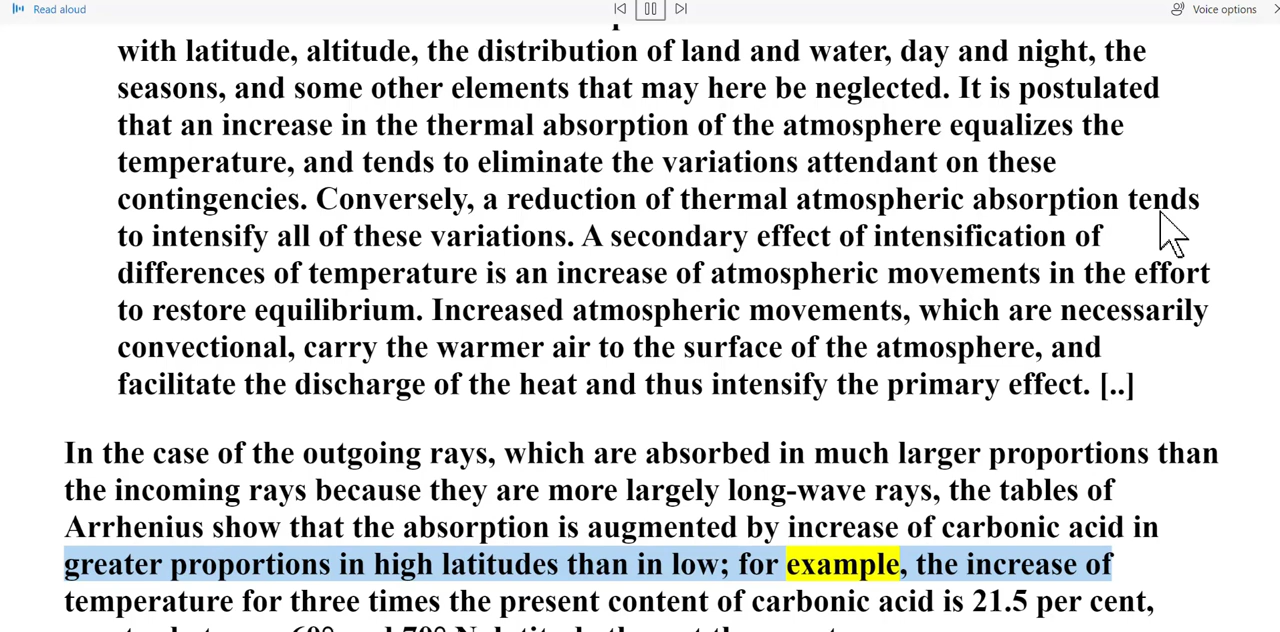 Read aloud
Voice options
with latitude, altitude, the distribution of land and water, day and night, the
seasons, and some other elements that may here be neglected. It is postulated
that an increase in the thermal absorption of the atmosphere equalizes the
temperature, and tends to eliminate the variations attendant on these
contingencies. Conversely, a reduction of thermal atmospheric absorption tends
to intensify all of these variations. A secondary effect of intensification of
differences of temperature is an increase of atmospheric movements in the effort
to restore equilibrium. Increased atmospheric movements, which are necessarily
convectional, carry the warmer air to the surface of the atmosphere, and
facilitate the discharge of the heat and thus intensify the primary effect. [..]
In the case of the outgoing rays, which are absorbed in much larger proportions than
the incoming rays because they are more largely long-wave rays, the tables of
Arrhenius show that the absorption is augmented by increase of carbonic acid in
greater proportions in high latitudes than in low; for example, the increase of
temperature for three times the present content of carbonic acid is 21.5 per cent,